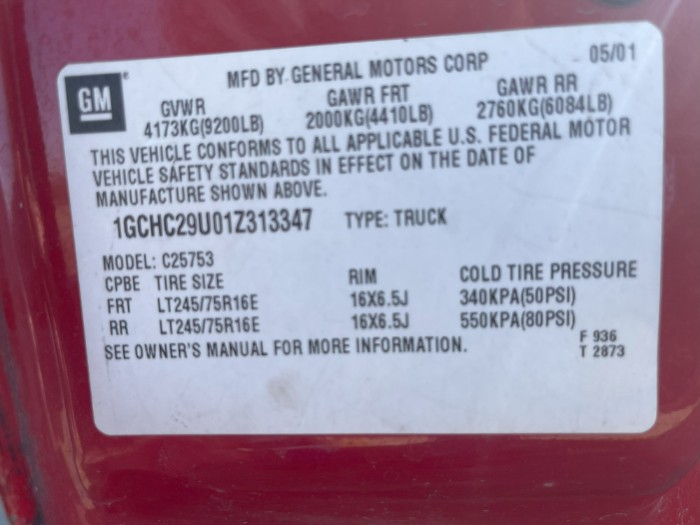 GM
MFD BY GENERAL MOTORS CORP 05/01
GVWR GAWR FRT GAWR RR
4173KG(9200LB) 2000KG(4410LB) 2760KG(6084LB)
THIS VEHICLE CONFORMS TO ALL APPLICABLE U.S. FEDERAL MOTOR
VEHICLE SAFETY STANDARDS IN EFFECT ON THE DATE OF
MANUFACTURE SHOWN ABOVE.
1GCHC29U01Z313347 TYPE: TRUCK
MODEL: C25753
CPBE TIRE SIZE RIM COLD TIRE PRESSURE
FRT LT245/75R16E 16X6.5J 340KPA(50PSI)
RR LT245/75R16E 16X6.5J 550KPA(80PSI)
SEE OWNER'S MANUAL FOR MORE INFORMATION.
F 936
T 2873